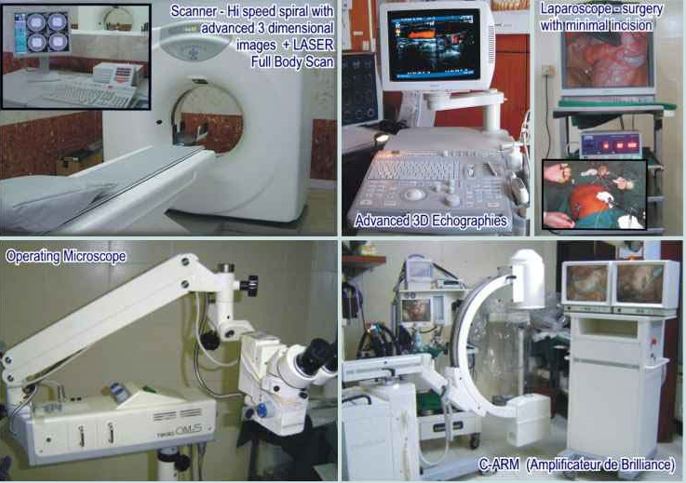 Scanner - Hi speed spiral with
advanced 3 dimensional
images + LASER
Full Body Scan
Laparoscope - surgery
with minimal incision
Advanced 3D Echographies
Operating Microscope
OMS
C-ARM (Amplificateur de Brilliance)